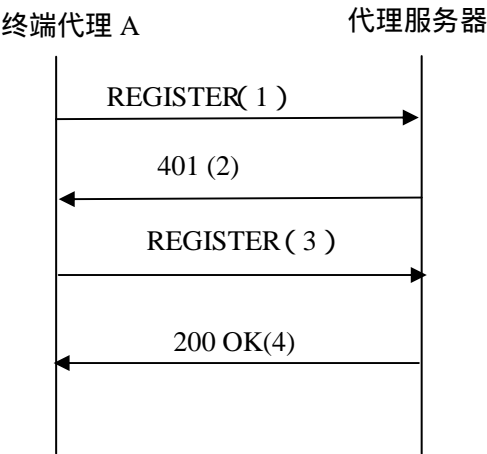 终端代理 A
代理服务器
REGISTER(1)
401 (2)
REGISTER(3)
200 OK(4)